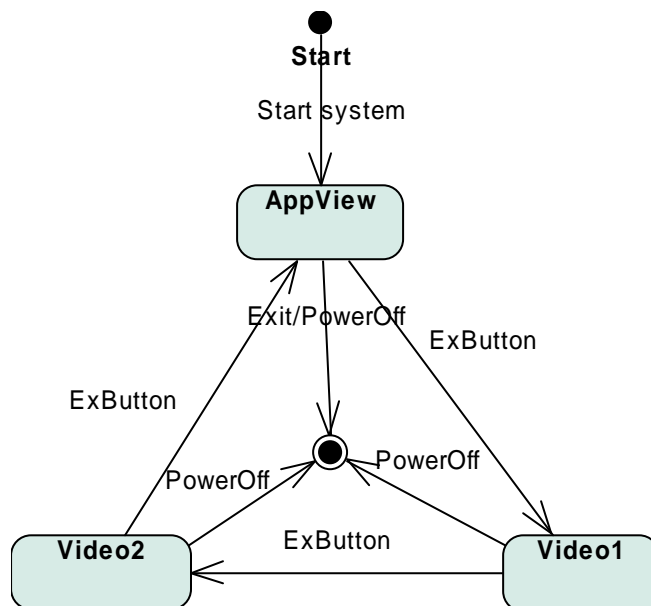 Start
Start system
AppView
Exit/PowerOff
ExButton
ExButton
PowerOff
PowerOff
ExButton
Video2
Video1